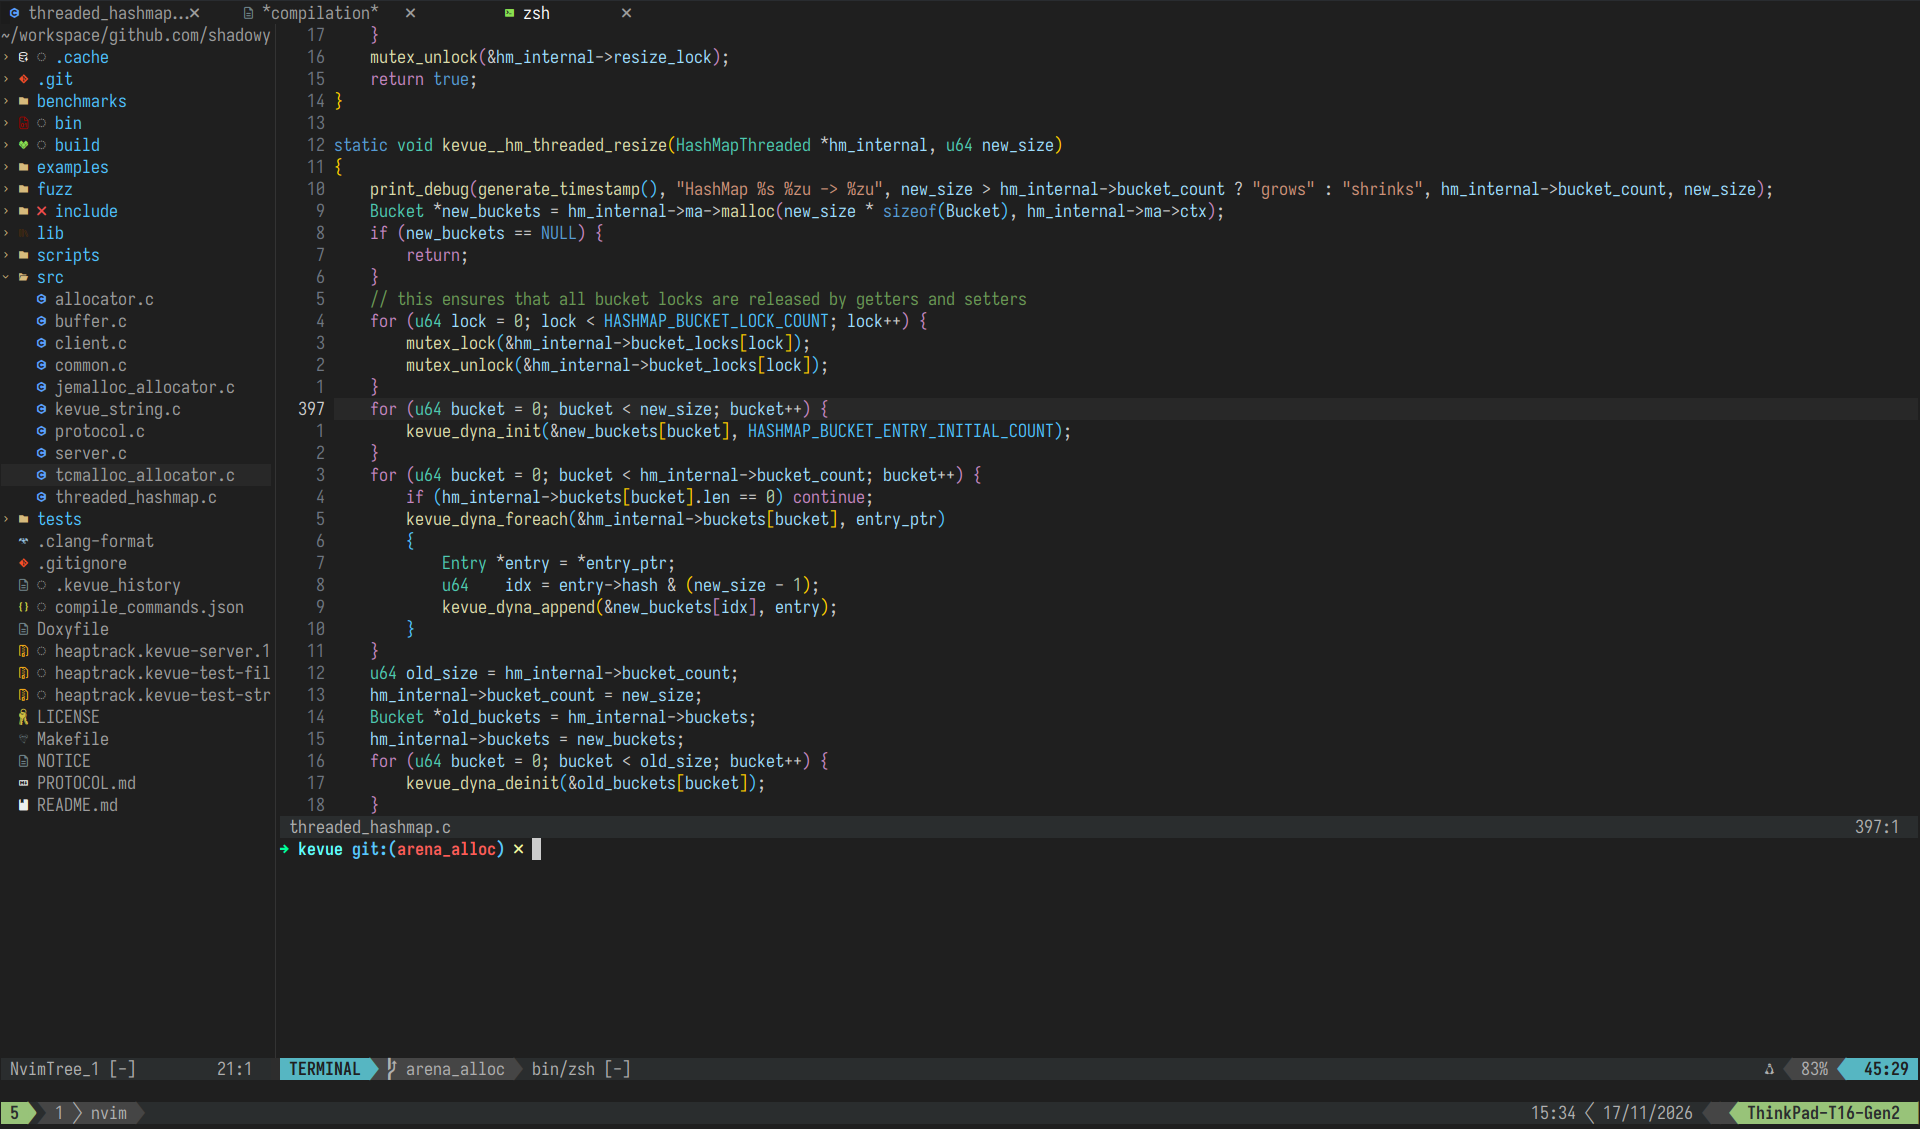 threaded_hashmap...× *compilation* × zsh ×
~/workspace/github.com/shadowy
.cache
.git
benchmarks
bin
build
examples
fuzz
include
lib
scripts
src
allocator.c
buffer.c
client.c
common.c
jemalloc_allocator.c
kevue_string.c
protocol.c
server.c
tcmalloc_allocator.c
threaded_hashmap.c
tests
.clang-format
.gitignore
.kevue_history
compile_commands.json
Doxyfile
heaptrack.kevue-server.1
heaptrack.kevue-test-fil
heaptrack.kevue-test-str
LICENSE
Makefile
NOTICE
PROTOCOL.md
README.md
17     }
16     mutex_unlock(&hm_internal->resize_lock);
15     return true;
14 }
13
12 static void kevue__hm_threaded_resize(HashMapThreaded *hm_internal, u64 new_size)
11 {
10     print_debug(generate_timestamp(), "HashMap %s %zu -> %zu", new_size > hm_internal->bucket_count ? "grows" : "shrinks", hm_internal->bucket_count, new_size);
9     Bucket *new_buckets = hm_internal->ma->malloc(new_size * sizeof(Bucket), hm_internal->ma->ctx);
8     if (new_buckets == NULL) {
7         return;
6     }
5     // this ensures that all bucket locks are released by getters and setters
4     for (u64 lock = 0; lock < HASHMAP_BUCKET_LOCK_COUNT; lock++) {
3         mutex_lock(&hm_internal->bucket_locks[lock]);
2         mutex_unlock(&hm_internal->bucket_locks[lock]);
1     }
397     for (u64 bucket = 0; bucket < new_size; bucket++) {
1         kevue_dyna_init(&new_buckets[bucket], HASHMAP_BUCKET_ENTRY_INITIAL_COUNT);
2     }
3     for (u64 bucket = 0; bucket < hm_internal->bucket_count; bucket++) {
4         if (hm_internal->buckets[bucket].len == 0) continue;
5         kevue_dyna_foreach(&hm_internal->buckets[bucket], entry_ptr)
6         {
7             Entry *entry = *entry_ptr;
8             u64    idx = entry->hash & (new_size - 1);
9             kevue_dyna_append(&new_buckets[idx], entry);
10         }
11     }
12     u64 old_size = hm_internal->bucket_count;
13     hm_internal->bucket_count = new_size;
14     Bucket *old_buckets = hm_internal->buckets;
15     hm_internal->buckets = new_buckets;
16     for (u64 bucket = 0; bucket < old_size; bucket++) {
17         kevue_dyna_deinit(&old_buckets[bucket]);
18     }
threaded_hashmap.c 397:1
→ kevue git:(arena_alloc) ×
NvimTree_1 [-] 21:1 TERMINAL arena_alloc bin/zsh [-] 83% 45:29
5 1 nvim 15:34 17/11/2026 ThinkPad-T16-Gen2